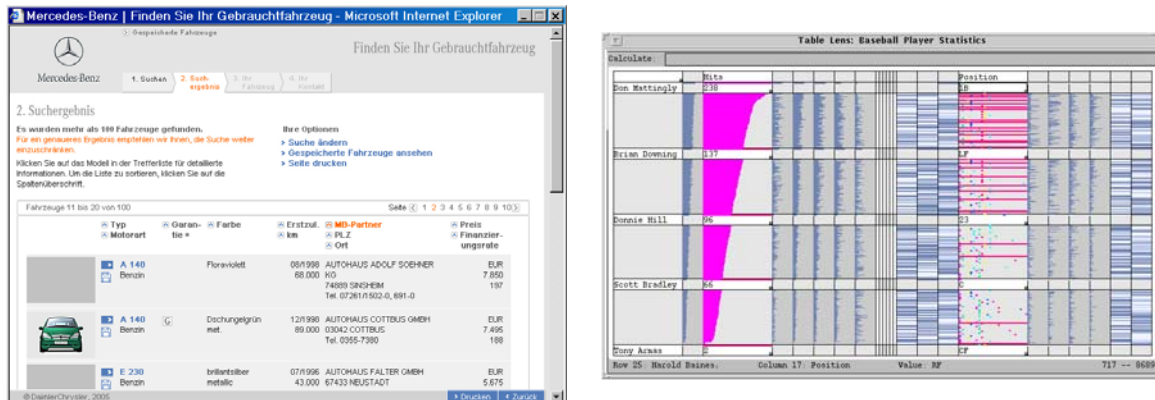 Mercedes-Benz | Finden Sie Ihr Gebrauchtfahrzeug - Microsoft Internet Explorer
Gespeicherte Fahrzeuge
Finden Sie Ihr Gebrauchtfahrzeug
Mercedes-Benz
1. Suchen
2. Such
ergebnis
3. Ihr
Fahrzeug
4. Ihr
Kontakt
2. Suchergebnis
Es wurden mehr als 100 Fahrzeuge gefunden.
Für ein genaueres Ergebnis empfehlen wir Ihnen, die Suche weiter
einzuschränken.
Klicken Sie auf das Modell in der Trefferliste für detaillierte
Informationen. Um die Liste zu sortieren, klicken Sie auf die
Spaltenüberschrift.
Ihre Optionen
> Suche ändern
> Gespeicherte Fahrzeuge ansehen
> Seite drucken
Fahrzeuge 11 bis 20 von 100
Seite 1 2 3 4 5 6 7 8 9 10
Typ Garan- Farbe Erstzul. MB-Partner Preis
Motorart tie * km PLZ Finanzier-
Ort ungsrate
A 140 Floraviolett 08/1998 AUTOHAUS ADOLF SOEHNER EUR
Benzin 68.000 KG 7.850
74889 SINSHEIM 197
Tel. 07261/1502-0, 691-0
A 140 G Dschungelgrün 12/1998 AUTOHAUS COTTBUS GMBH EUR
Benzin met. 89.000 03042 COTTBUS 7.495
Tel. 0355-7380 188
E 230 brillantsilber 07/1996 AUTOHAUS FALTER GMBH EUR
Benzin metallic 43.000 67433 NEUSTADT 5.675
© DaimlerChrysler, 2005
> Drucken
< Zurück
Table Lens: Baseball Player Statistics
Calculate:
Hits Position
Don Mattingly 238 1B
Brian Downing 137 LF
Donnie Hill 96 23
Scott Bradley 66 C
Tony Armas 2 CF
Row 25: Harold Baines; Column 17: Position Value: RF 717 -- 8689